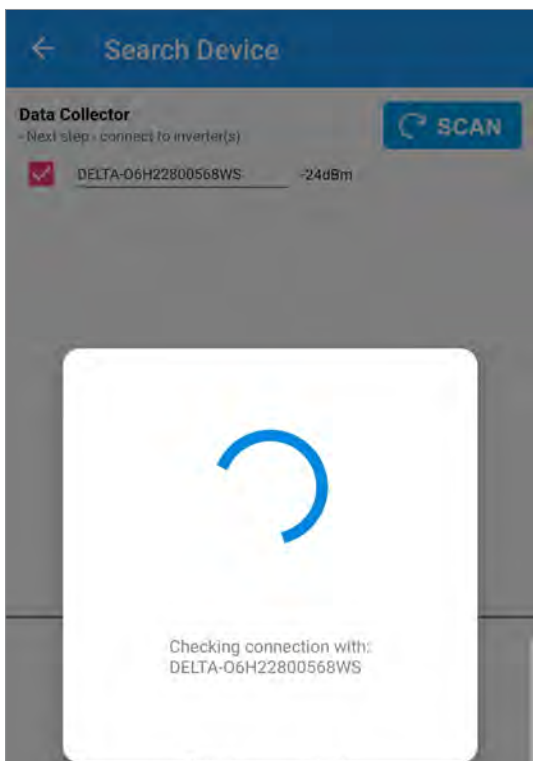 Search Device
Data Collector
SCAN
- Next step - connect to inverter(s)
DELTA-O6H22800568WS -24dBm
Checking connection with:
DELTA-O6H22800568WS